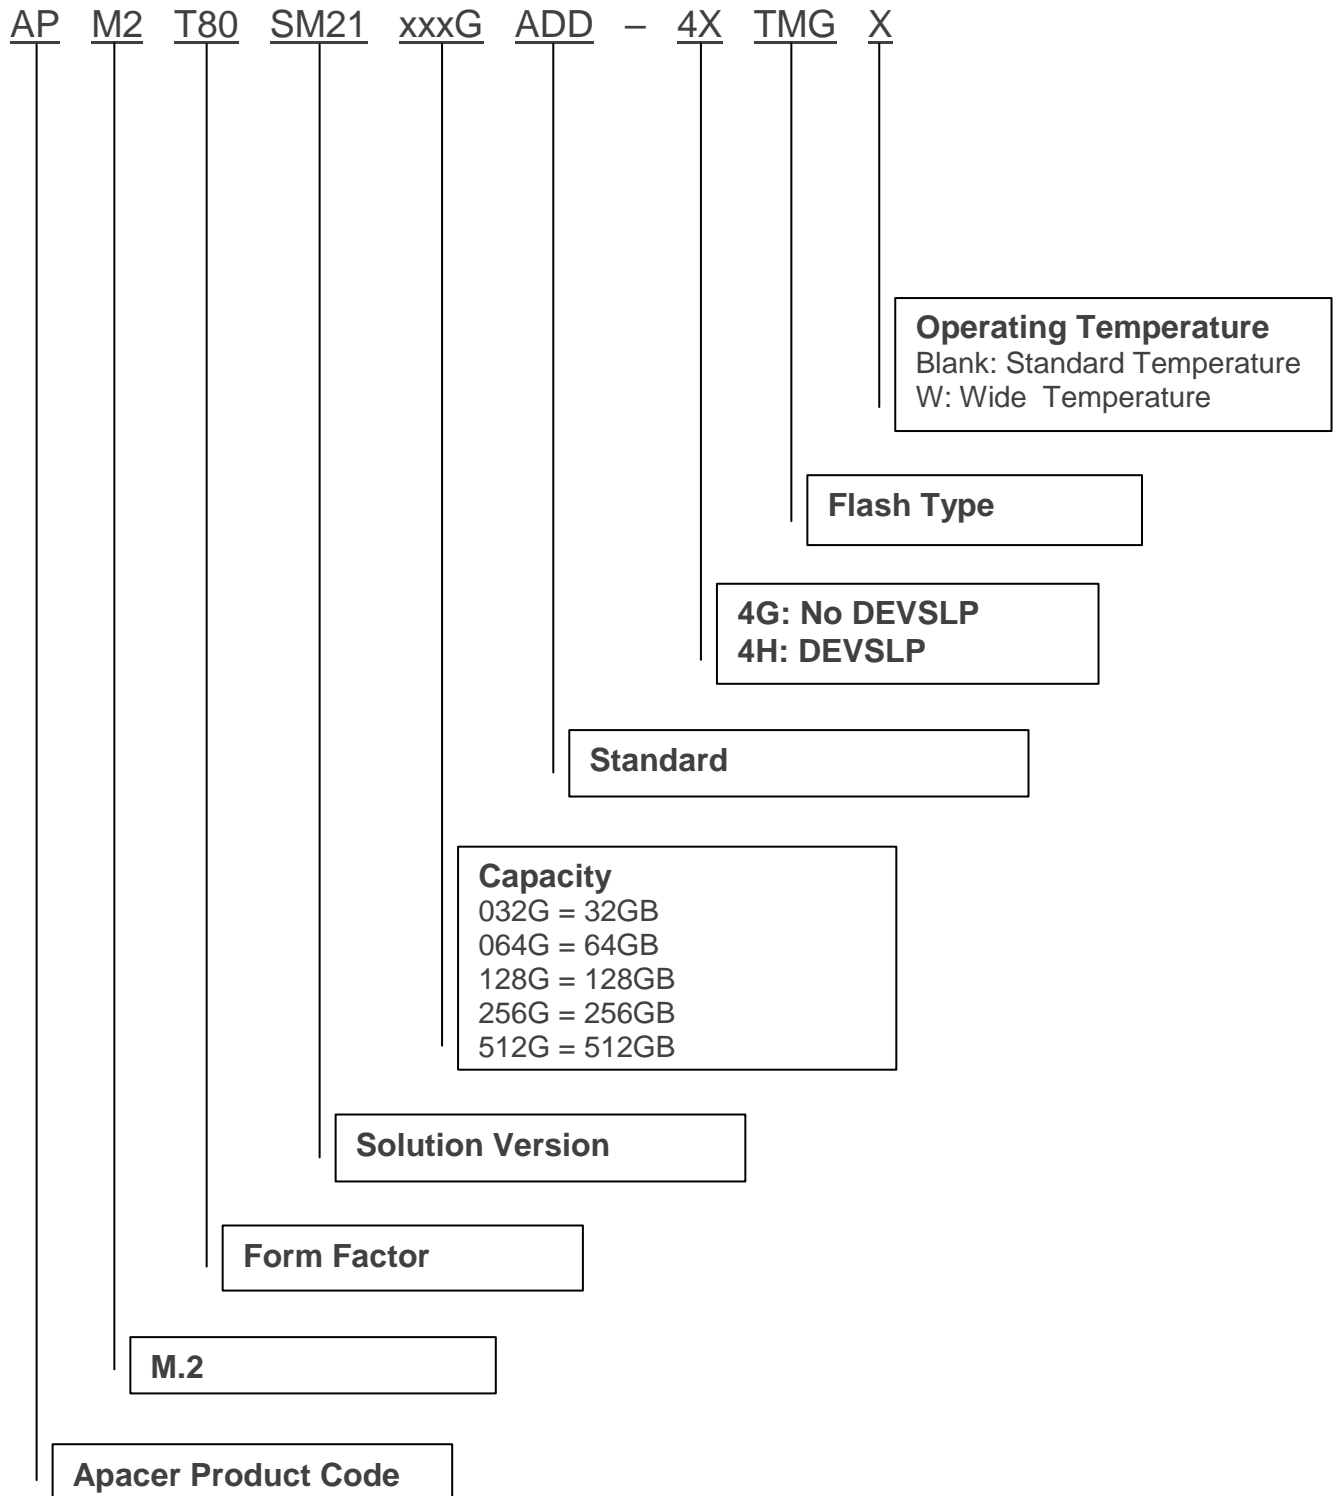 AP M2 T80 SM21 xxxG ADD – 4X TMG X
Operating Temperature
Blank: Standard Temperature
W: Wide Temperature
Flash Type
4G: No DEVSLP
4H: DEVSLP
Standard
Capacity
032G = 32GB
064G = 64GB
128G = 128GB
256G = 256GB
512G = 512GB
Solution Version
Form Factor
M.2
Apacer Product Code